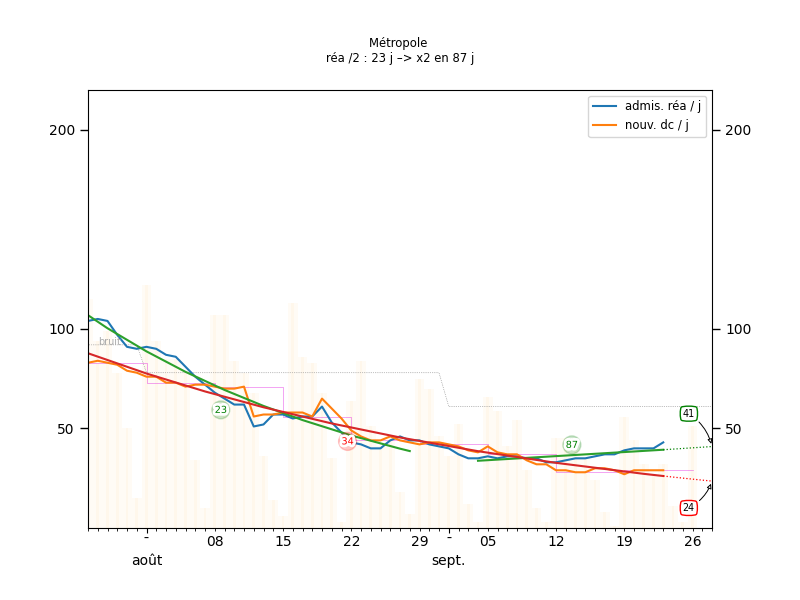 Métropole
réa /2 : 23 j –> x2 en 87 j
admis. réa / j
nouv. dc / j
200
200
100
100
bruit
41
50
50
23
34
87
24
- 08 15 22 29 - 05 12 19 26
août sept.